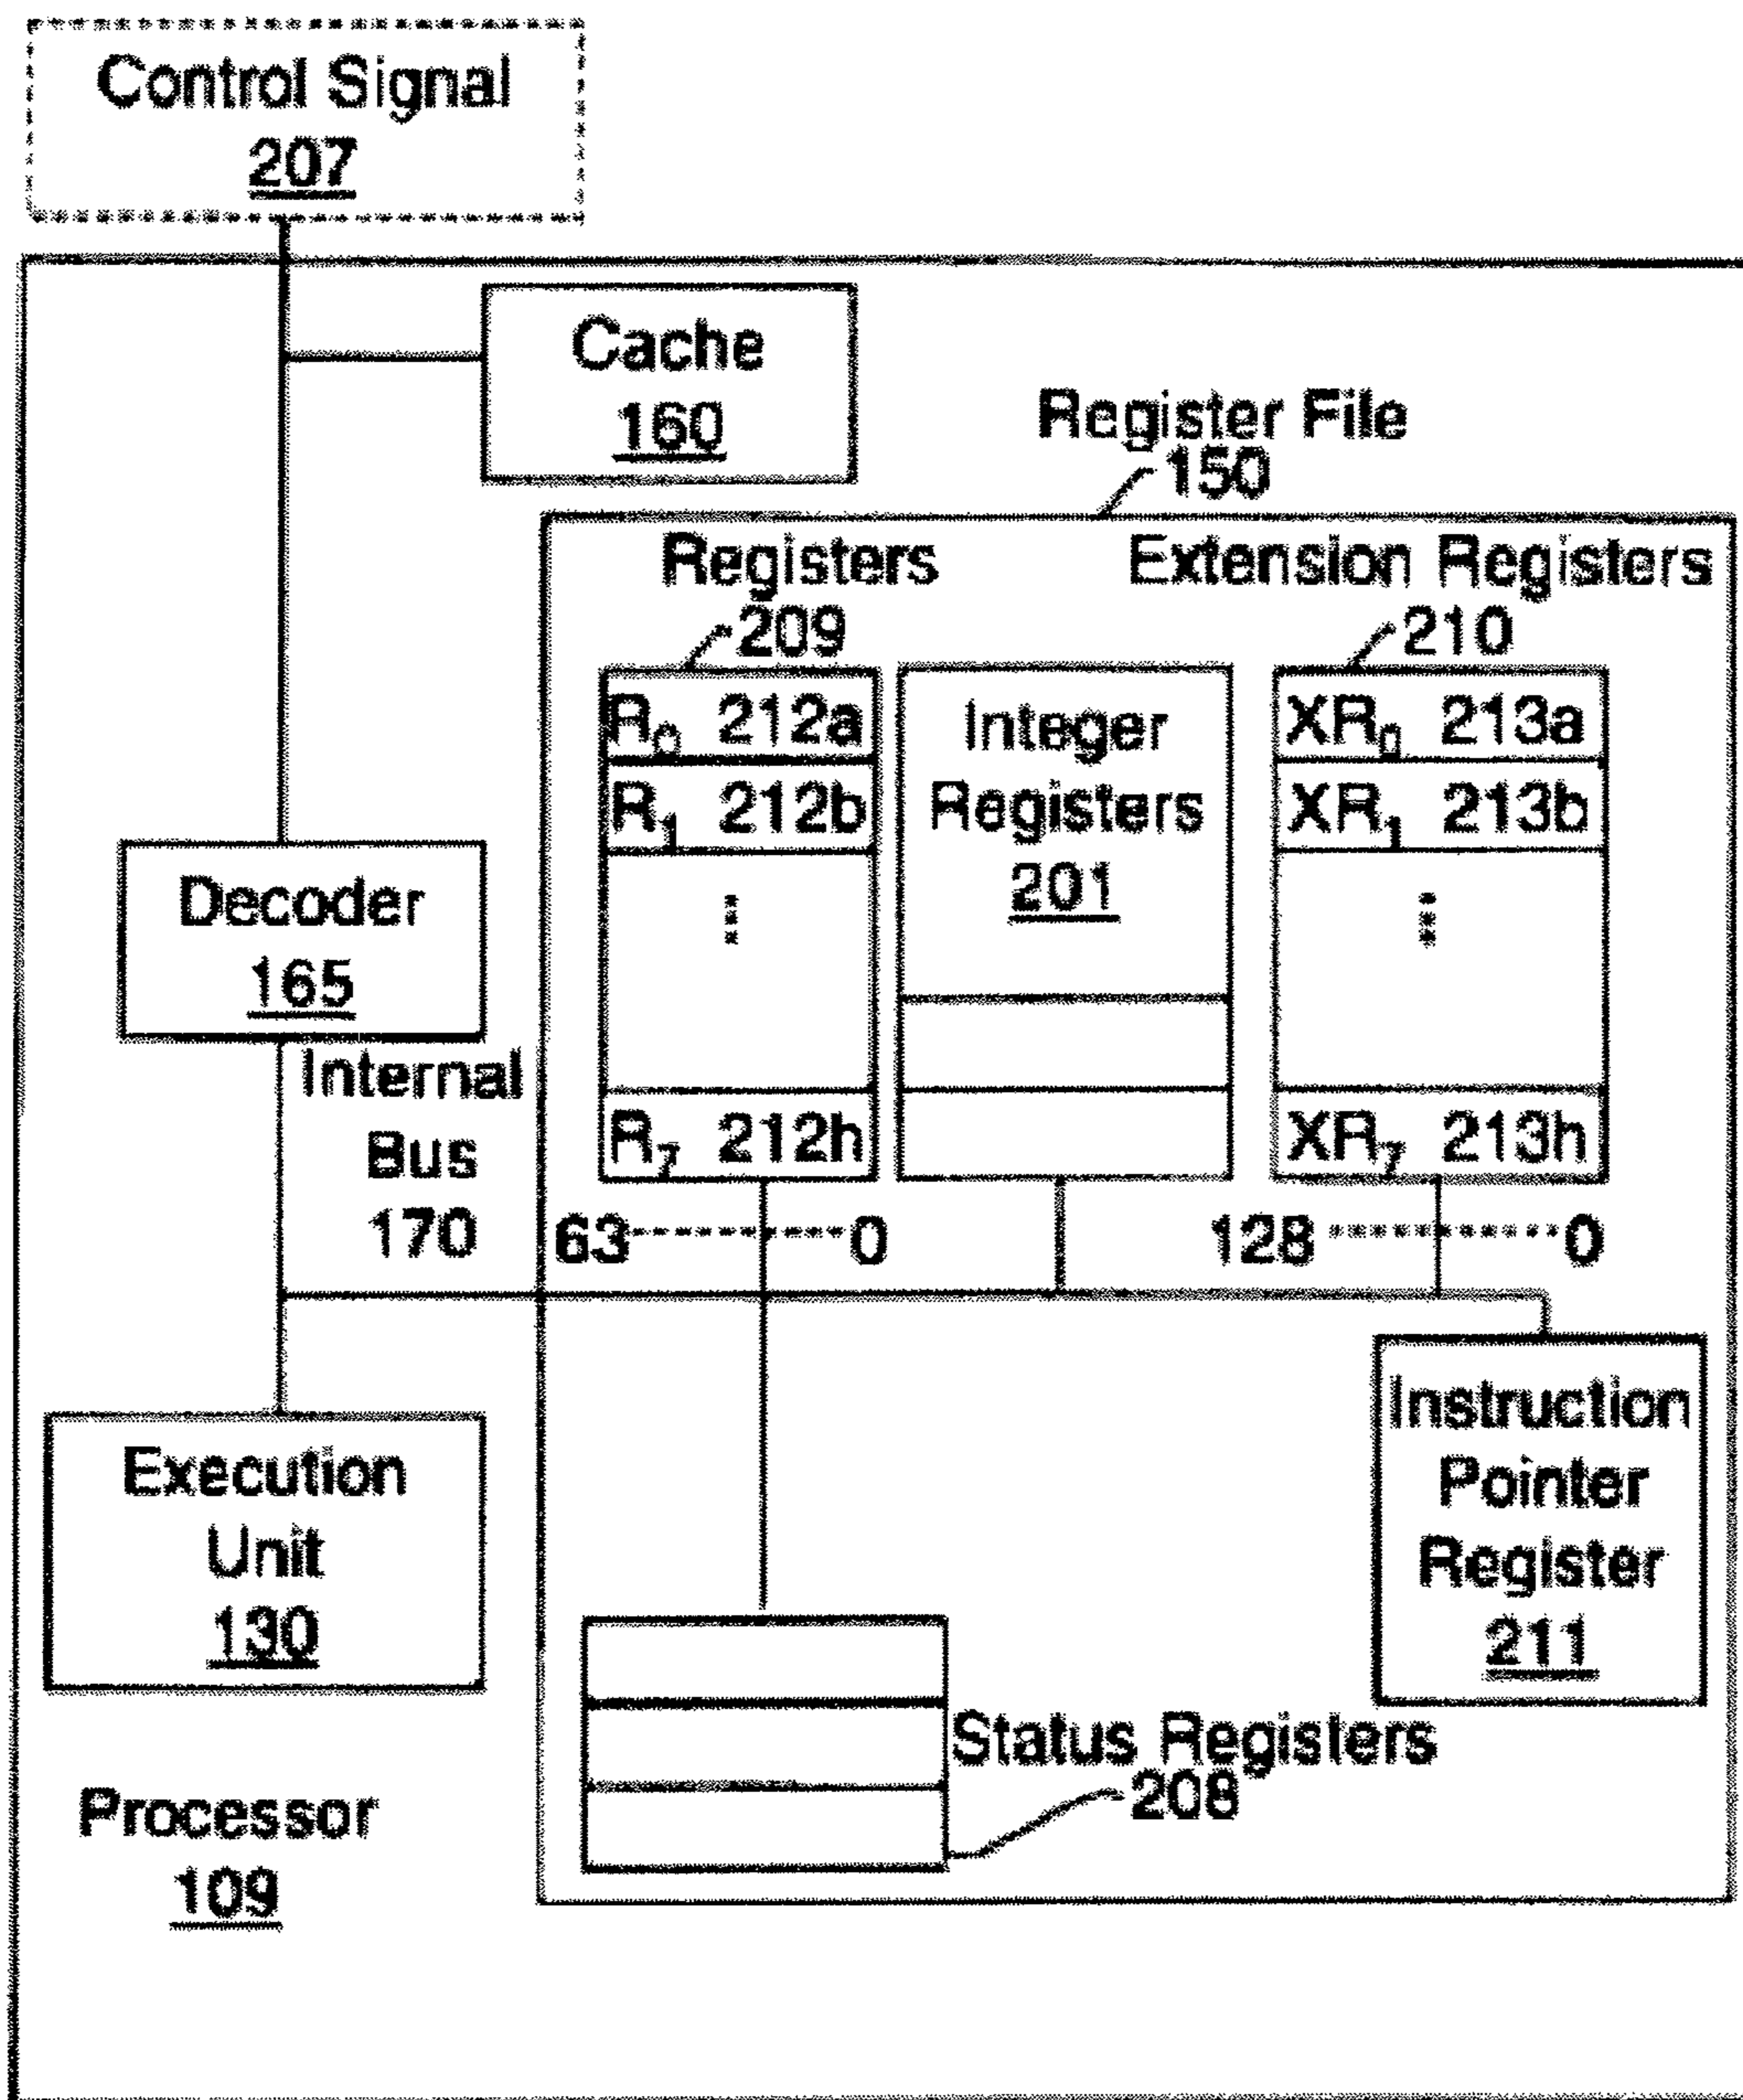 Control Signal
207
Cache
160
Register File
150
Registers
209
Extension Registers
210
R0 212a
R1 212b
R7 212h
Integer
Registers
201
XR0 213a
XR1 213b
XR7 213h
63 0
128 0
Decoder
165
Internal
Bus
170
Execution
Unit
130
Instruction
Pointer
Register
211
Status Registers
208
Processor
109